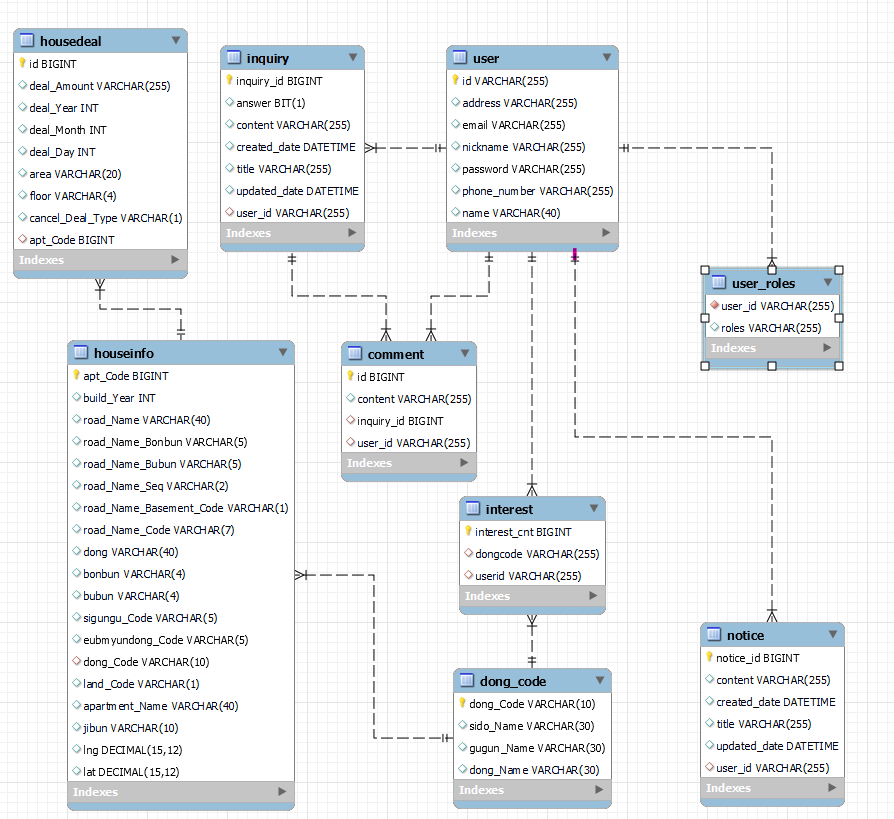 housedeal
id BIGINT
deal_Amount VARCHAR(255)
deal_Year INT
deal_Month INT
deal_Day INT
area VARCHAR(20)
floor VARCHAR(4)
cancel_Deal_Type VARCHAR(1)
apt_Code BIGINT
Indexes
inquiry
inquiry_id BIGINT
answer BIT(1)
content VARCHAR(255)
created_date DATETIME
title VARCHAR(255)
updated_date DATETIME
user_id VARCHAR(255)
Indexes
user
id VARCHAR(255)
address VARCHAR(255)
email VARCHAR(255)
nickname VARCHAR(255)
password VARCHAR(255)
phone_number VARCHAR(255)
name VARCHAR(40)
Indexes
user_roles
user_id VARCHAR(255)
roles VARCHAR(255)
Indexes
houseinfo
apt_Code BIGINT
build_Year INT
road_Name VARCHAR(40)
road_Name_Bonbun VARCHAR(5)
road_Name_Bubun VARCHAR(5)
road_Name_Seq VARCHAR(2)
road_Name_Basement_Code VARCHAR(1)
road_Name_Code VARCHAR(7)
dong VARCHAR(40)
bonbun VARCHAR(4)
bubun VARCHAR(4)
sigungu_Code VARCHAR(5)
eubmyundong_Code VARCHAR(5)
dong_Code VARCHAR(10)
land_Code VARCHAR(1)
apartment_Name VARCHAR(40)
jibun VARCHAR(10)
lng DECIMAL(15,12)
lat DECIMAL(15,12)
Indexes
comment
id BIGINT
content VARCHAR(255)
inquiry_id BIGINT
user_id VARCHAR(255)
Indexes
interest
interest_cnt BIGINT
dongcode VARCHAR(255)
userid VARCHAR(255)
Indexes
dong_code
dong_Code VARCHAR(10)
sido_Name VARCHAR(30)
gugun_Name VARCHAR(30)
dong_Name VARCHAR(30)
Indexes
notice
notice_id BIGINT
content VARCHAR(255)
created_date DATETIME
title VARCHAR(255)
updated_date DATETIME
user_id VARCHAR(255)
Indexes